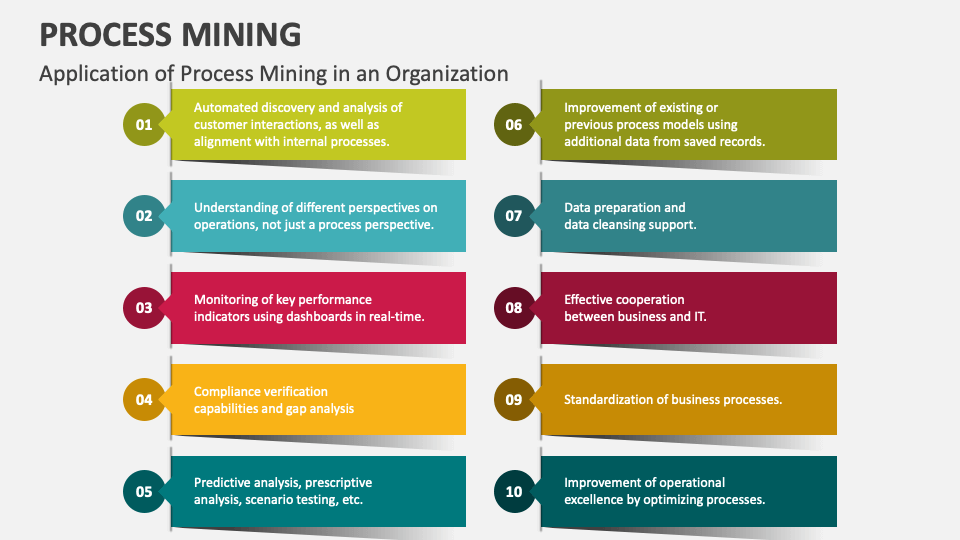 PROCESS MINING
Application of Process Mining in an Organization
01
Automated discovery and analysis of
customer interactions, as well as
alignment with internal processes.
02
Understanding of different perspectives on
operations, not just a process perspective.
03
Monitoring of key performance
indicators using dashboards in real-time.
04
Compliance verification
capabilities and gap analysis
05
Predictive analysis, prescriptive
analysis, scenario testing, etc.
06
Improvement of existing or
previous process models using
additional data from saved records.
07
Data preparation and
data cleansing support.
08
Effective cooperation
between business and IT.
09
Standardization of business processes.
10
Improvement of operational
excellence by optimizing processes.